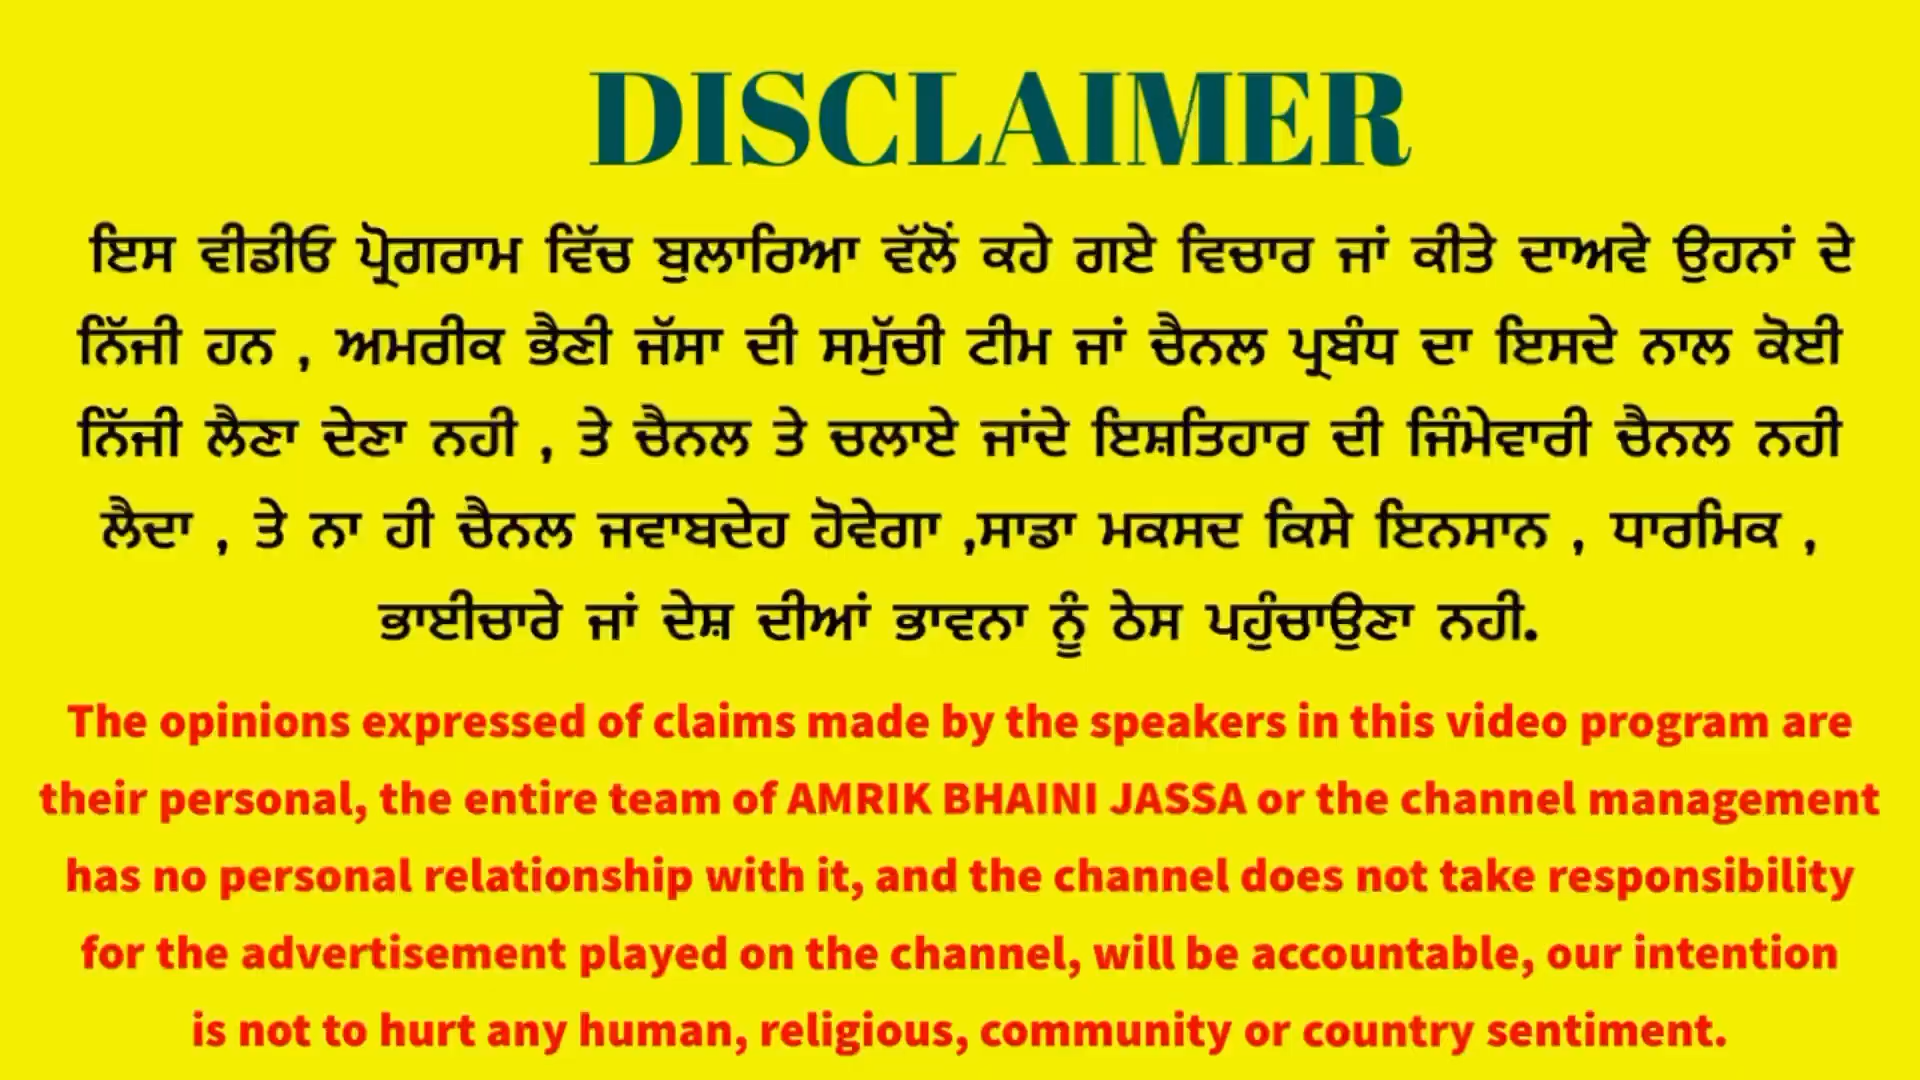 DISCLAIMER
ਇਸ ਵੀਡੀਓ ਪ੍ਰੋਗਰਾਮ ਵਿੱਚ ਬੁਲਾਰਿਆ ਵੱਲੋਂ ਕਹੇ ਗਏ ਵਿਚਾਰ ਜਾਂ ਕੀਤੇ ਦਾਅਵੇ ਉਹਨਾਂ ਦੇ
ਨਿੱਜੀ ਹਨ , ਅਮਰੀਕ ਭੈਣੀ ਜੱਸਾ ਦੀ ਸਮੁੱਚੀ ਟੀਮ ਜਾਂ ਚੈਨਲ ਪ੍ਰਬੰਧ ਦਾ ਇਸਦੇ ਨਾਲ ਕੋਈ
ਨਿੱਜੀ ਲੈਣਾ ਦੇਣਾ ਨਹੀ , ਤੇ ਚੈਨਲ ਤੇ ਚਲਾਏ ਜਾਂਦੇ ਇਸ਼ਤਿਹਾਰ ਦੀ ਜਿੰਮੇਵਾਰੀ ਚੈਨਲ ਨਹੀ
ਲੈਦਾ , ਤੇ ਨਾ ਹੀ ਚੈਨਲ ਜਵਾਬਦੇਹ ਹੋਵੇਗਾ ,ਸਾਡਾ ਮਕਸਦ ਕਿਸੇ ਇਨਸਾਨ , ਧਾਰਮਿਕ ,
ਭਾਈਚਾਰੇ ਜਾਂ ਦੇਸ਼ ਦੀਆਂ ਭਾਵਨਾ ਨੂੰ ਠੇਸ ਪਹੁੰਚਾਉਣਾ ਨਹੀ.
The opinions expressed of claims made by the speakers in this video program are
their personal, the entire team of AMRIK BHAINI JASSA or the channel management
has no personal relationship with it, and the channel does not take responsibility
for the advertisement played on the channel, will be accountable, our intention
is not to hurt any human, religious, community or country sentiment.